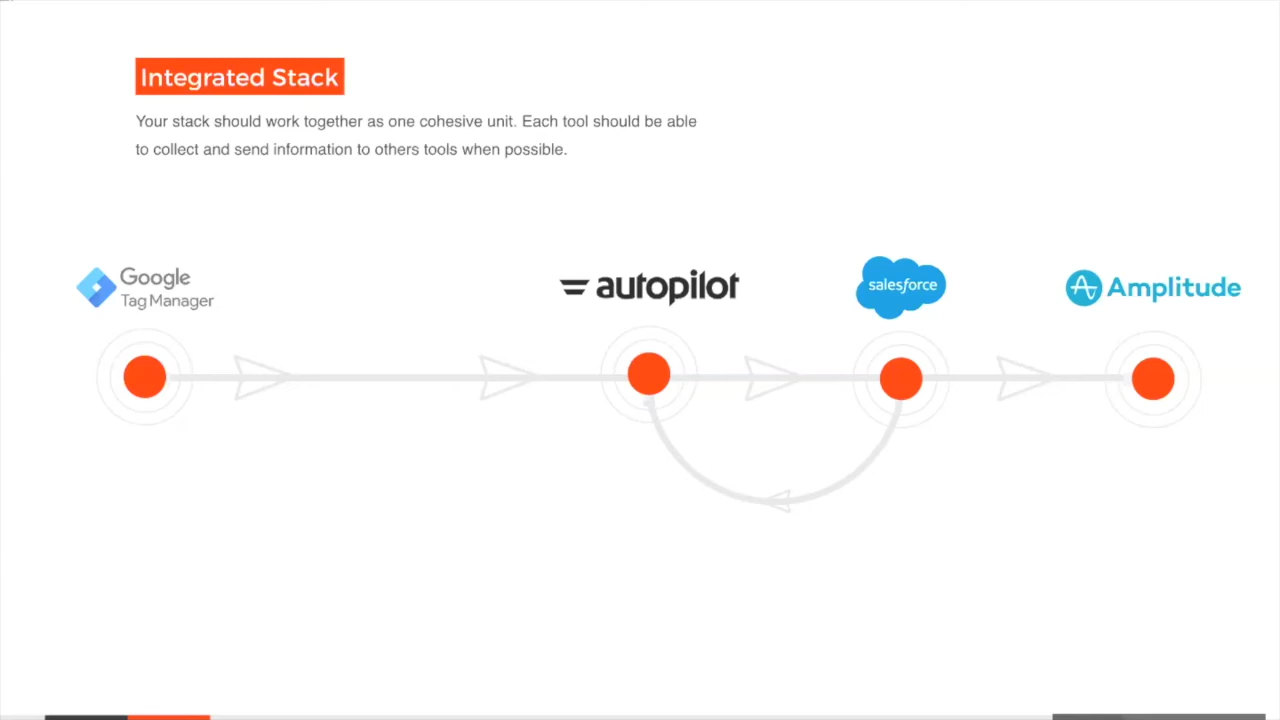 Integrated Stack
Your stack should work together as one cohesive unit. Each tool should be able
to collect and send information to others tools when possible.
Google
Tag Manager
autopilot
salesforce
Amplitude